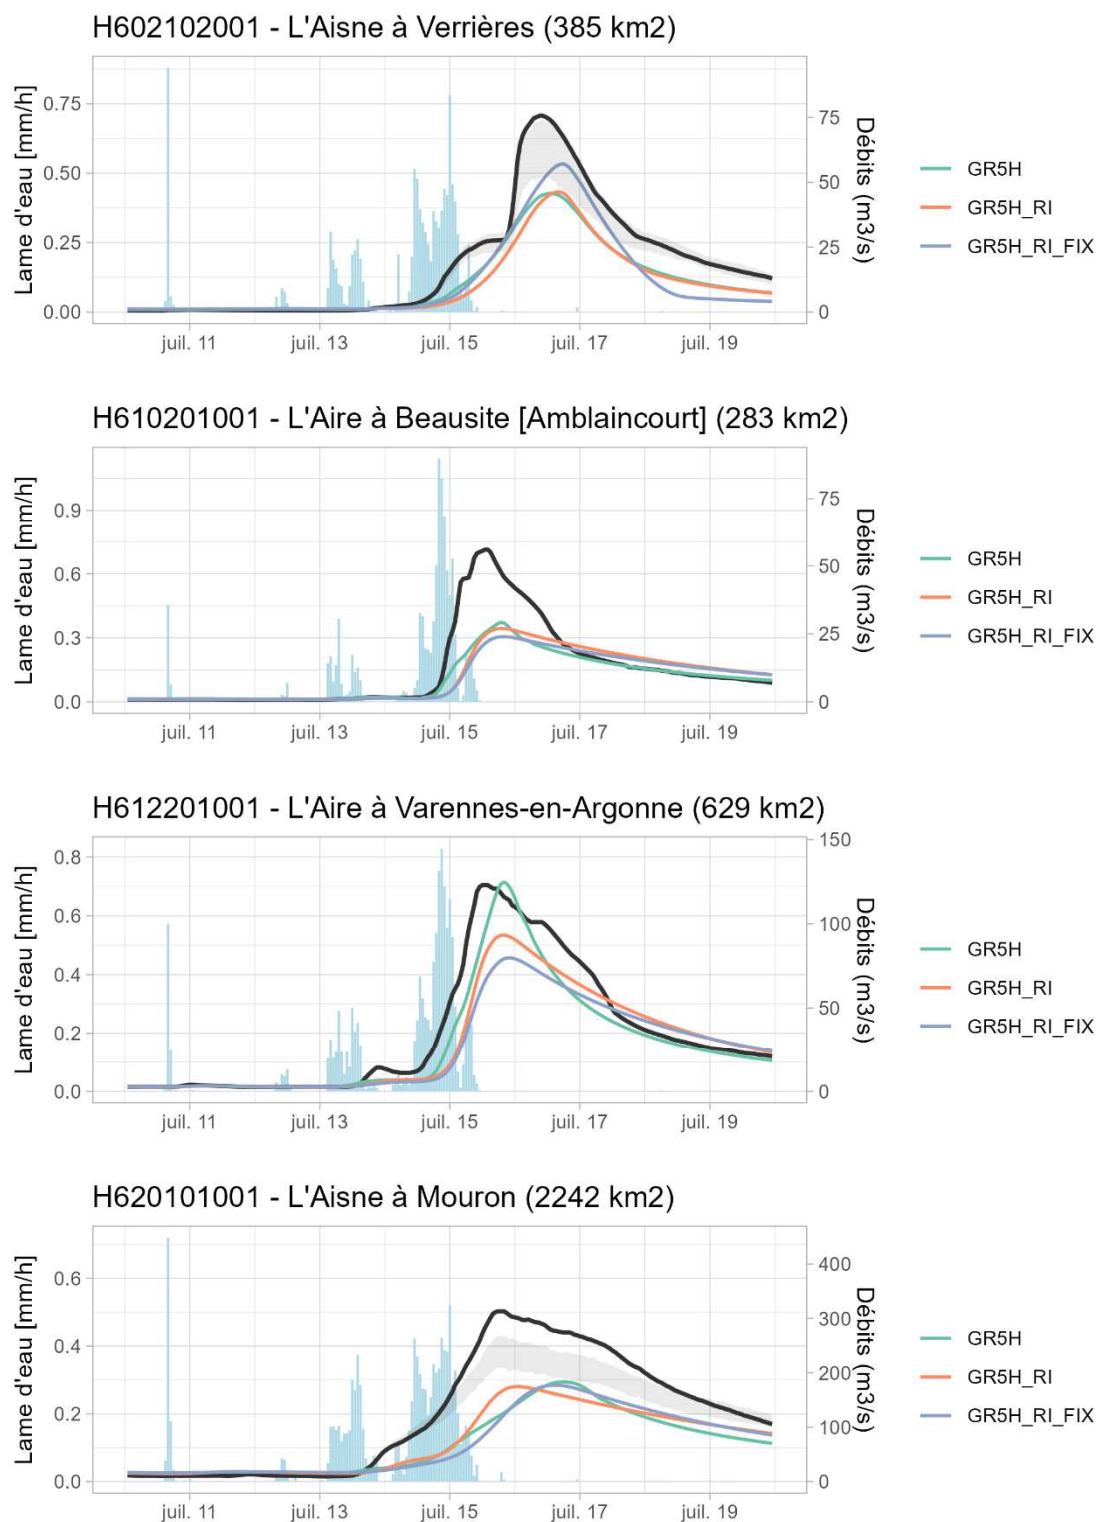 H602102001 - L'Aisne à Verrières (385 km2)
Lame d'eau [mm/h]
0.75
0.50
0.25
0.00
75
50
25
0
Débits (m3/s)
juil. 11
juil. 13
juil. 15
juil. 17
juil. 19
GR5H
GR5H_RI
GR5H_RI_FIX
H610201001 - L'Aire à Beausite [Amblaincourt] (283 km2)
Lame d'eau [mm/h]
0.9
0.6
0.3
0.0
75
50
25
0
Débits (m3/s)
juil. 11
juil. 13
juil. 15
juil. 17
juil. 19
GR5H
GR5H_RI
GR5H_RI_FIX
H612201001 - L'Aire à Varennes-en-Argonne (629 km2)
Lame d'eau [mm/h]
0.8
0.6
0.4
0.2
0.0
150
100
50
0
Débits (m3/s)
juil. 11
juil. 13
juil. 15
juil. 17
juil. 19
GR5H
GR5H_RI
GR5H_RI_FIX
H620101001 - L'Aisne à Mouron (2242 km2)
Lame d'eau [mm/h]
0.6
0.4
0.2
0.0
400
300
200
100
0
Débits (m3/s)
juil. 11
juil. 13
juil. 15
juil. 17
juil. 19
GR5H
GR5H_RI
GR5H_RI_FIX